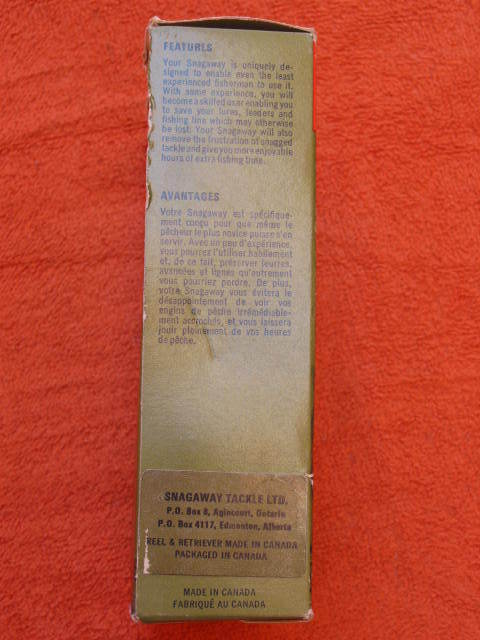 FEATURES
Your Snagaway is uniquely de-
signed to enable even the least
experienced fisherman to use it.
With some experience, you will
become a skilled user enabling you
to save your lures, leaders and
fishing line which may otherwise
be lost. Your Snagaway will also
remove the frustration of snagged
tackle and give you more enjoyable
hours of extra fishing time.
AVANTAGES
Votre Snagaway est spécifique-
ment conçu pour que même le
pêcheur le plus novice puisse s'en
servir. Avec un peu d'expérience,
vous pourrez l'utiliser habilement
et, de ce fait, préserver leurres,
avançées et lignes qu'autrement
vous pourriez perdre. De plus,
votre Snagaway vous évitera le
désappointement de voir vos
engins de pêche irrémédiable-
ment accrochés, et vous laissera
jouir pleinement de vos heures
de pêche.
SNAGAWAY TACKLE LTD.
P.O. Box 8, Agincourt, Ontario
P.O. Box 4117, Edmonton, Alberta
REEL & RETRIEVER MADE IN CANADA
PACKAGED IN CANADA
MADE IN CANADA
FABRIQUÉ AU CANADA